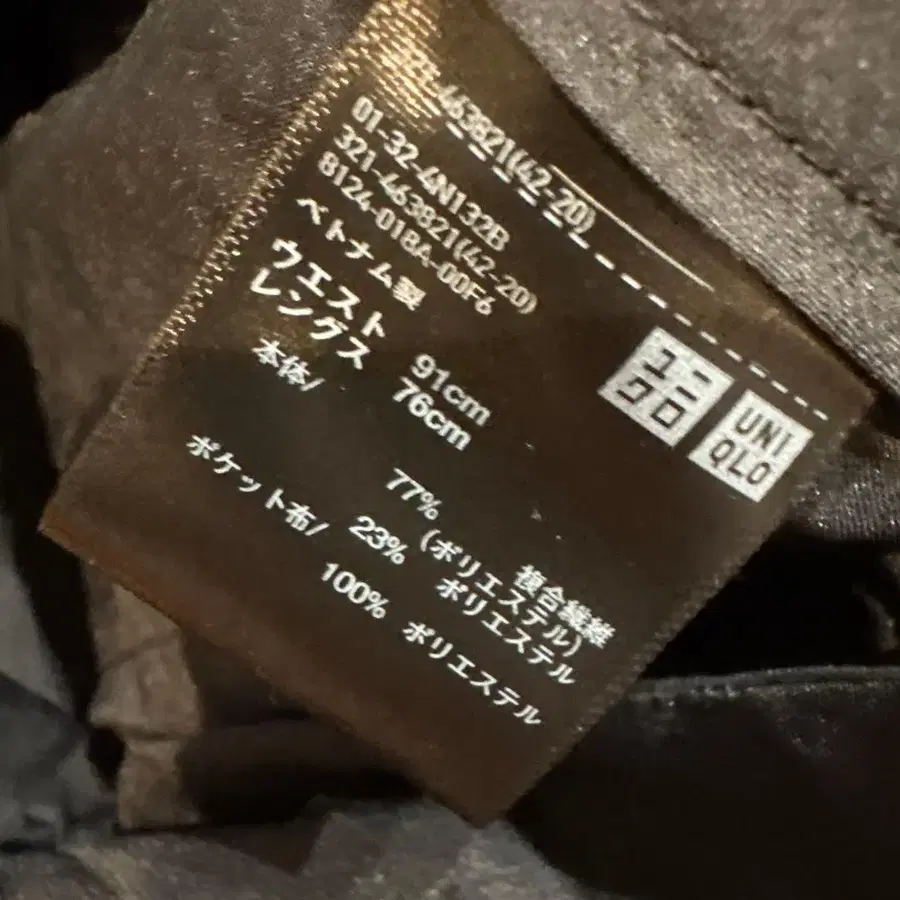 463821(42-20)
01-32-4N132B
321-463821(42-20)
8124-018A-00F6
ベトナム製
ウエスト 91cm
レングス 76cm
本体/
77% 複合繊維
(ポリエステル)
23% ポリエステル
ポケット布/
100% ポリエステル
ユニ
クロ
UNI
QLO